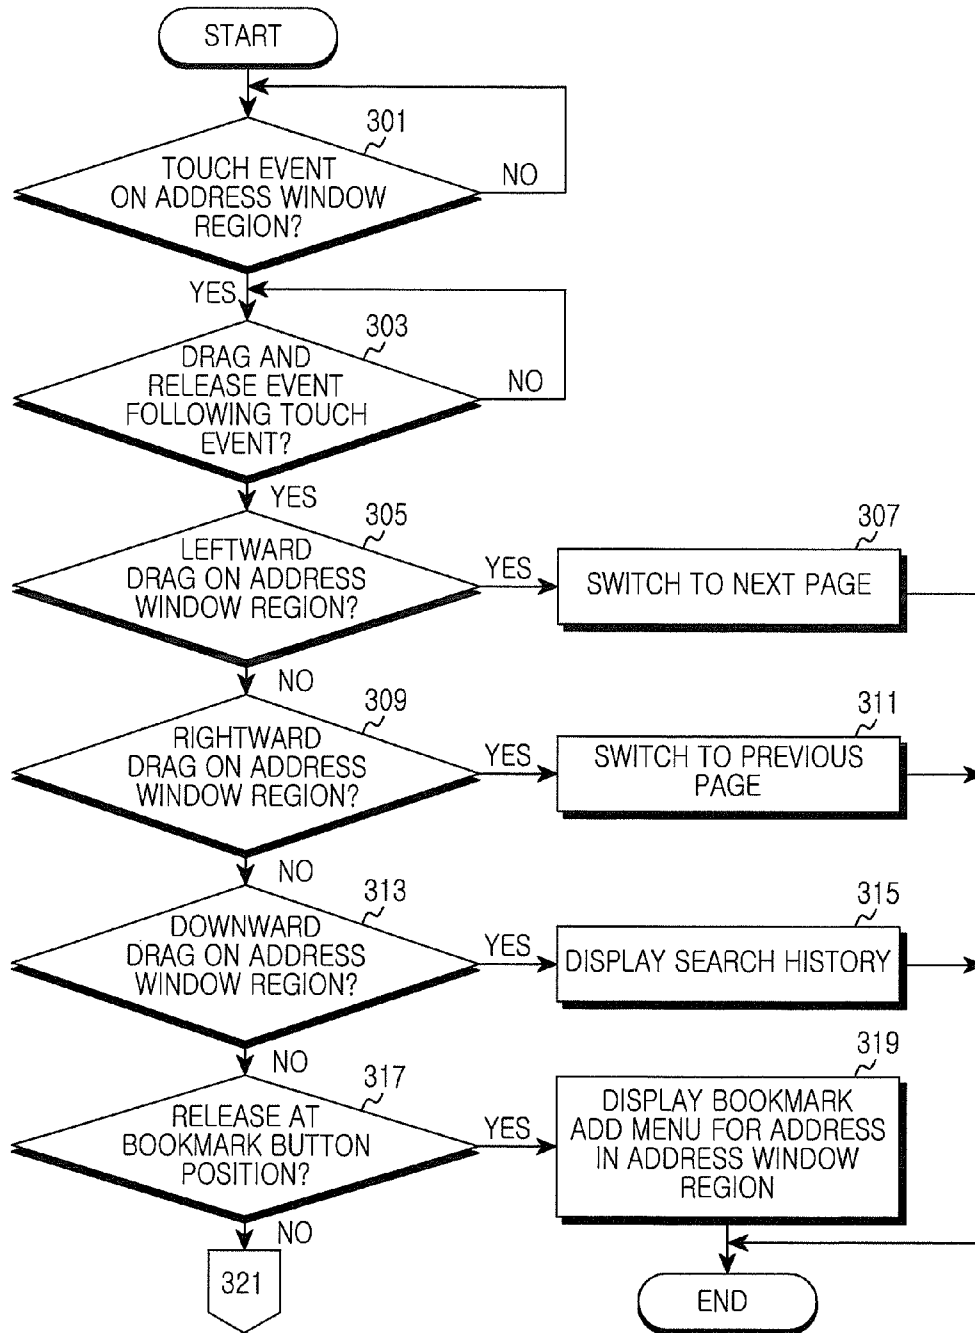 START
301
TOUCH EVENT
ON ADDRESS WINDOW
REGION?
NO
YES
303
DRAG AND
RELEASE EVENT
FOLLOWING TOUCH
EVENT?
NO
YES
305
LEFTWARD
DRAG ON ADDRESS
WINDOW REGION?
YES
307
SWITCH TO NEXT PAGE
NO
309
RIGHTWARD
DRAG ON ADDRESS
WINDOW REGION?
YES
311
SWITCH TO PREVIOUS
PAGE
NO
313
DOWNWARD
DRAG ON ADDRESS
WINDOW REGION?
YES
315
DISPLAY SEARCH HISTORY
NO
317
RELEASE AT
BOOKMARK BUTTON
POSITION?
YES
319
DISPLAY BOOKMARK
ADD MENU FOR ADDRESS
IN ADDRESS WINDOW
REGION
NO
321
END